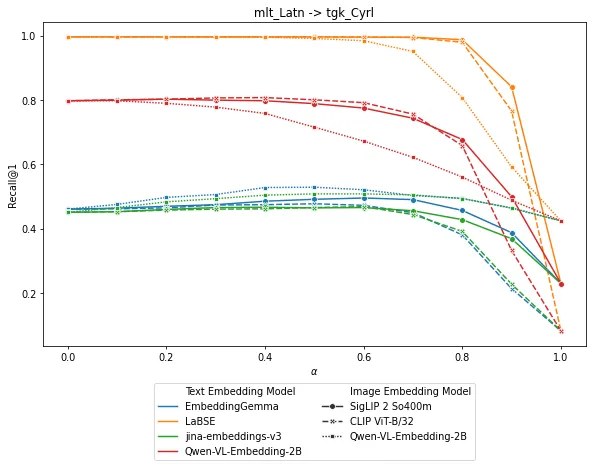 mlt_Latn -> tgk_Cyrl
Recall@1
1.0
0.8
0.6
0.4
0.2
0.0 0.2 0.4 0.6 0.8 1.0
α
Text Embedding Model Image Embedding Model
EmbeddingGemma SigLIP 2 So400m
LaBSE CLIP ViT-B/32
jina-embeddings-v3 Qwen-VL-Embedding-2B
Qwen-VL-Embedding-2B